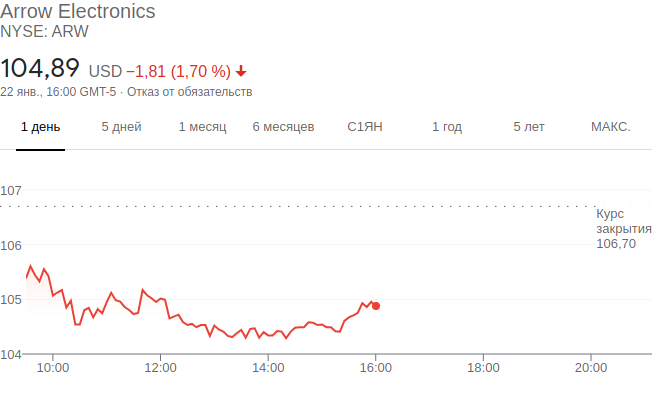 Arrow Electronics
NYSE: ARW
104,89 USD −1,81 (1,70 %)
22 янв., 16:00 GMT-5 · Отказ от обязательств
1 день 5 дней 1 месяц 6 месяцев С1ЯН 1 год 5 лет МАКС.
107
Курс
закрытия
106,70
106
105
104
10:00 12:00 14:00 16:00 18:00 20:00